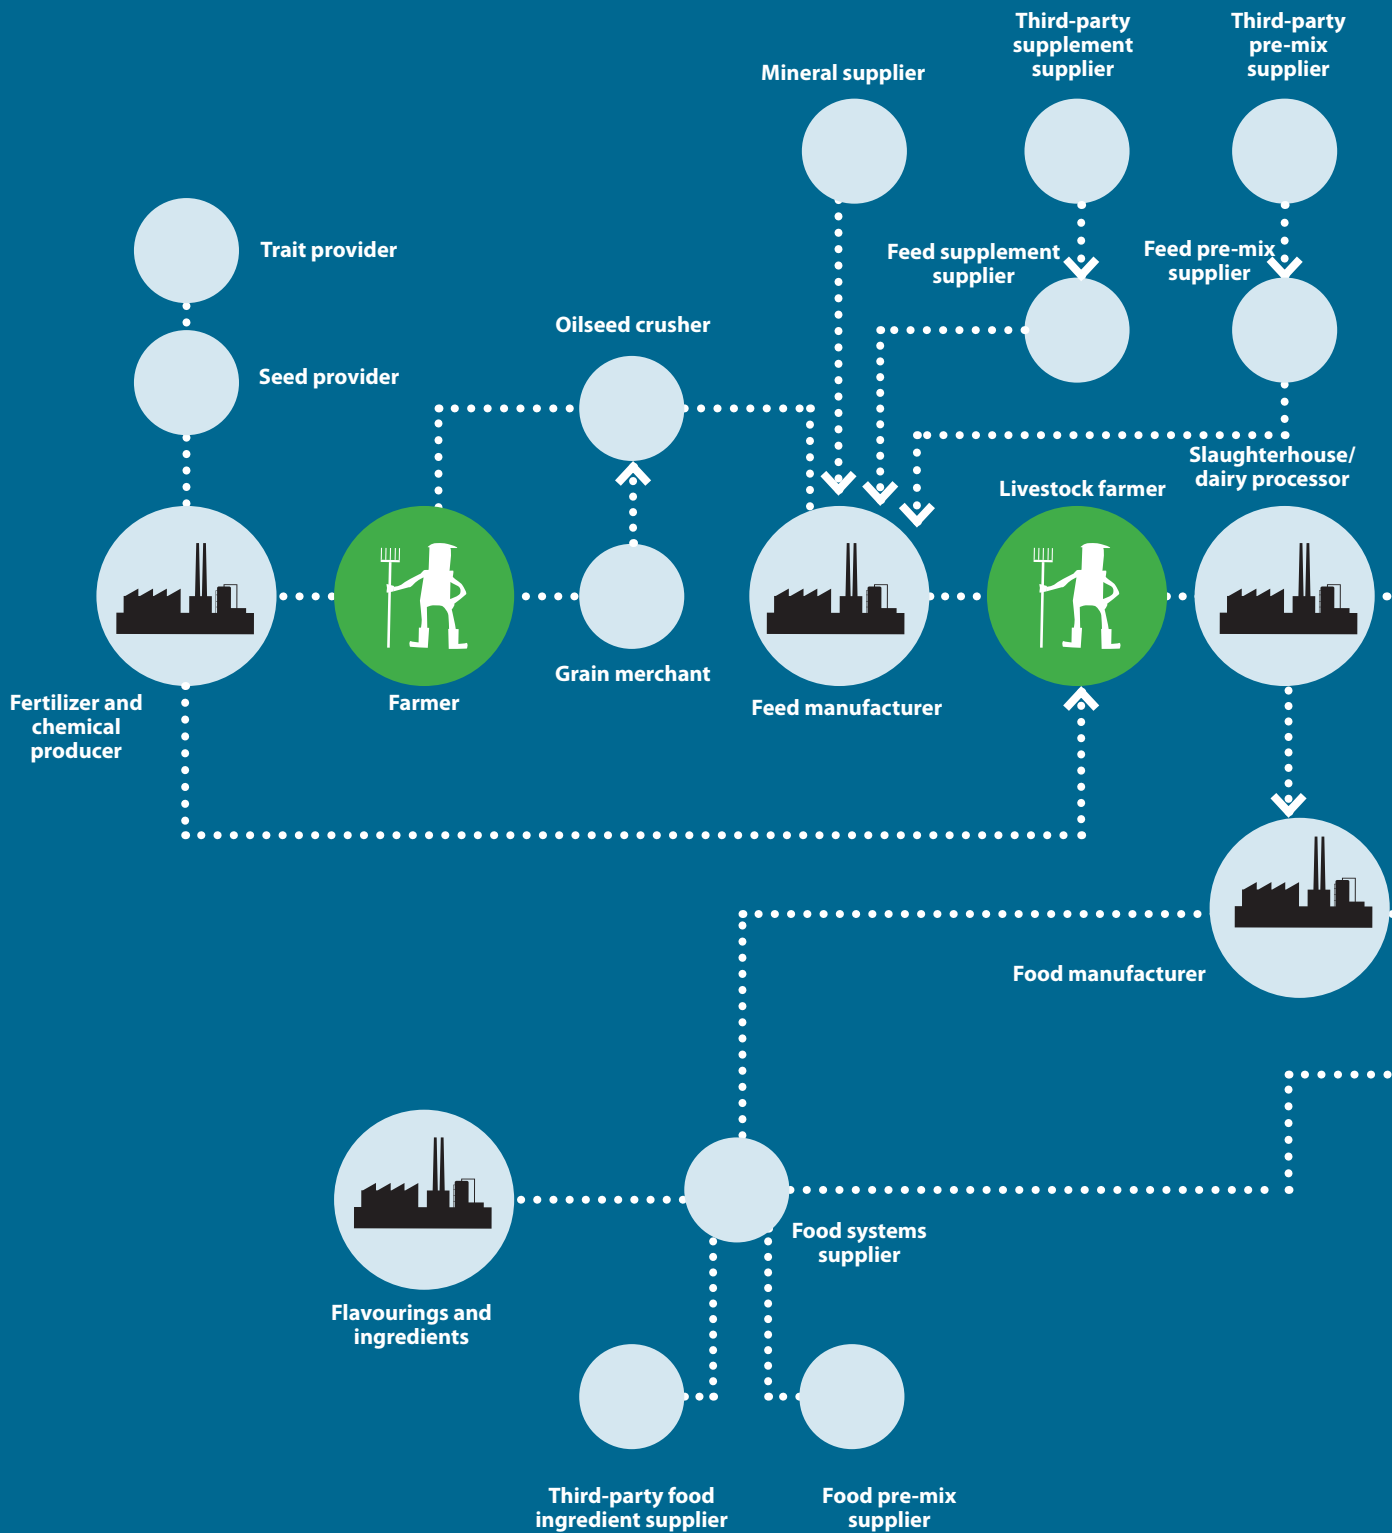 Third-party
supplement
supplier
Third-party
pre-mix
supplier
Mineral supplier
Trait provider
Feed supplement
supplier
Feed pre-mix
supplier
Oilseed crusher
Seed provider
Slaughterhouse/
dairy processor
Livestock farmer
Grain merchant
Fertilizer and
chemical
producer
Farmer
Feed manufacturer
Food manufacturer
Food systems
supplier
Flavourings and
ingredients
Third-party food
ingredient supplier
Food pre-mix
supplier